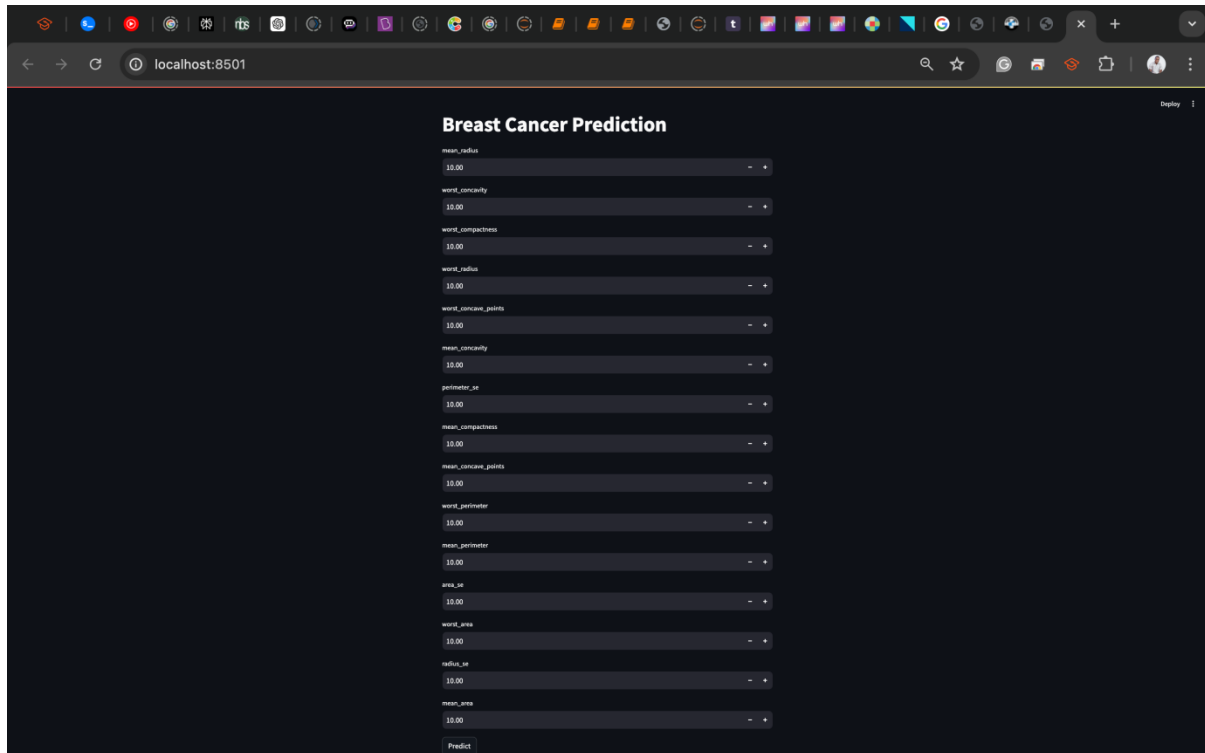 localhost:8501
Deploy
Breast Cancer Prediction
mean_radius
10.00
worst_concavity
10.00
worst_compactness
10.00
worst_radius
10.00
worst_concave_points
10.00
mean_concavity
10.00
perimeter_se
10.00
mean_compactness
10.00
mean_concave_points
10.00
worst_perimeter
10.00
mean_perimeter
10.00
area_se
10.00
worst_area
10.00
radius_se
10.00
mean_area
10.00
Predict